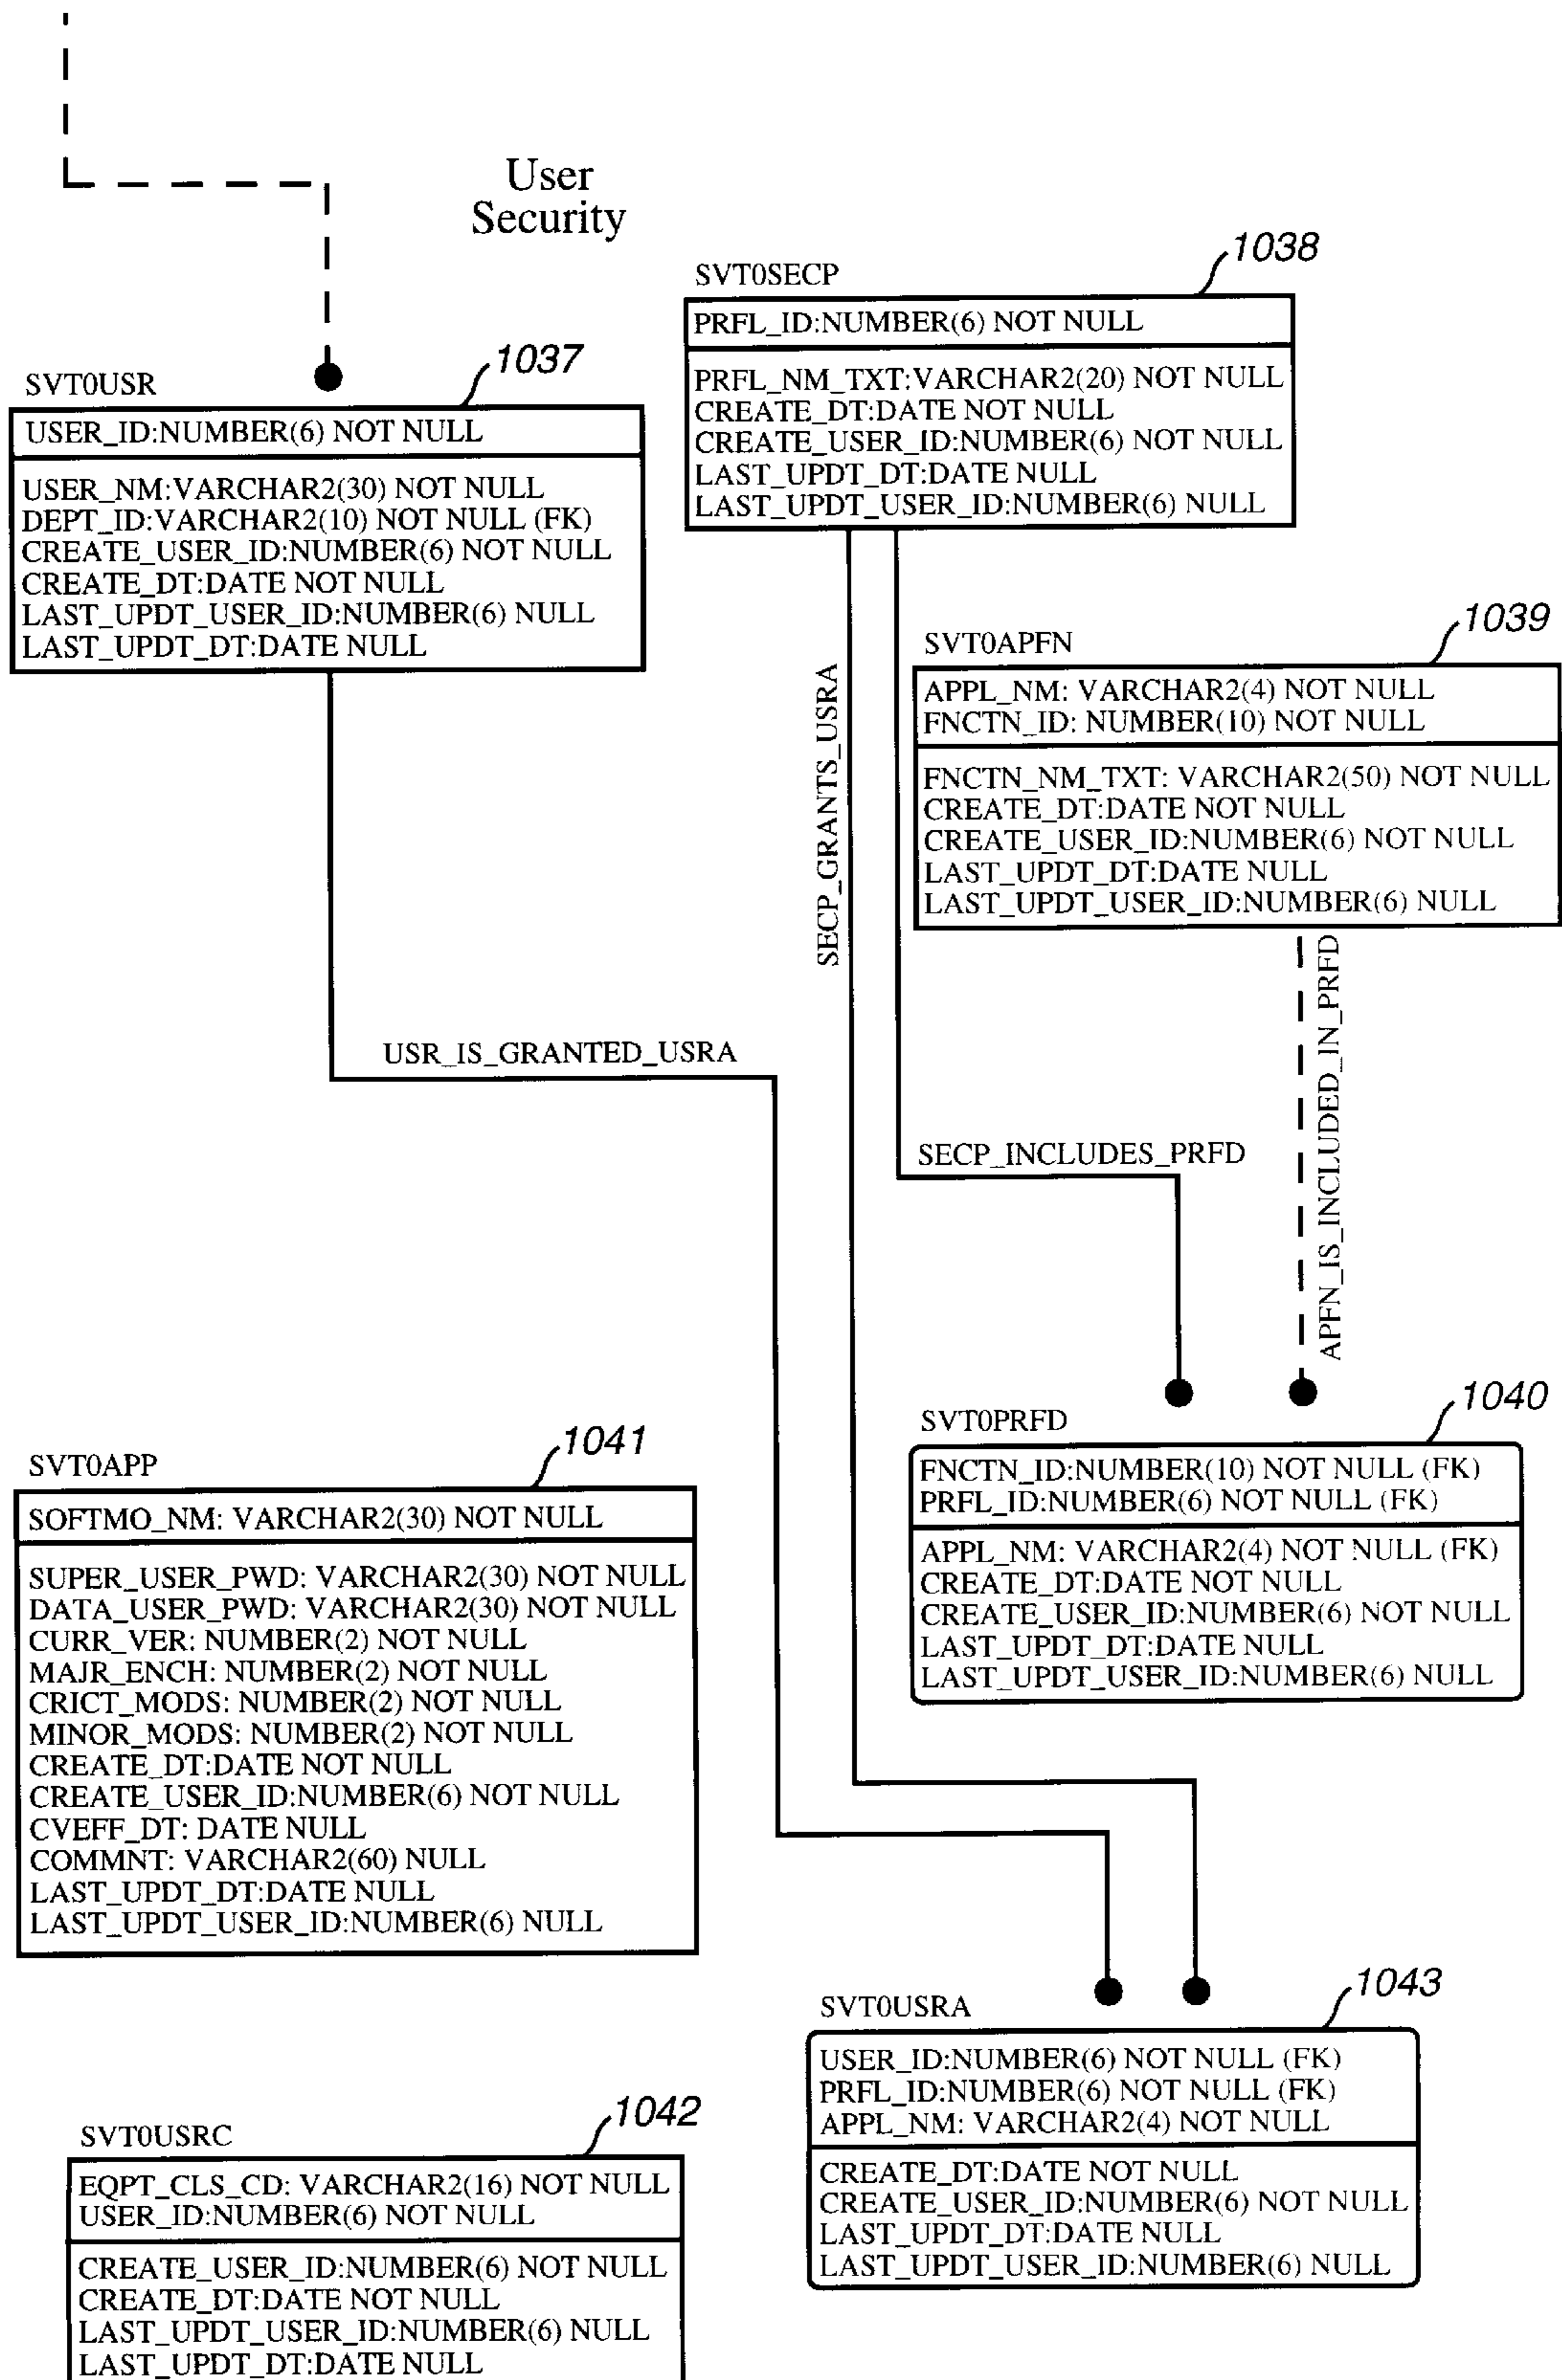 User
Security
SVT0USR
1037
USER_ID:NUMBER(6) NOT NULL
USER_NM:VARCHAR2(30) NOT NULL
DEPT_ID:VARCHAR2(10) NOT NULL (FK)
CREATE_USER_ID:NUMBER(6) NOT NULL
CREATE_DT:DATE NOT NULL
LAST_UPDT_USER_ID:NUMBER(6) NULL
LAST_UPDT_DT:DATE NULL
SVT0SECP
1038
PRFL_ID:NUMBER(6) NOT NULL
PRFL_NM_TXT:VARCHAR2(20) NOT NULL
CREATE_DT:DATE NOT NULL
CREATE_USER_ID:NUMBER(6) NOT NULL
LAST_UPDT_DT:DATE NULL
LAST_UPDT_USER_ID:NUMBER(6) NULL
SVT0APFN
1039
APPL_NM: VARCHAR2(4) NOT NULL
FNCTN_ID: NUMBER(10) NOT NULL
FNCTN_NM_TXT: VARCHAR2(50) NOT NULL
CREATE_DT:DATE NOT NULL
CREATE_USER_ID:NUMBER(6) NOT NULL
LAST_UPDT_DT:DATE NULL
LAST_UPDT_USER_ID:NUMBER(6) NULL
SECP_GRANTS_USRA
USR_IS_GRANTED_USRA
SECP_INCLUDES_PRFD
APFN_IS_INCLUDED_IN_PRFD
SVT0PRFD
1040
FNCTN_ID:NUMBER(10) NOT NULL (FK)
PRFL_ID:NUMBER(6) NOT NULL (FK)
APPL_NM: VARCHAR2(4) NOT NULL (FK)
CREATE_DT:DATE NOT NULL
CREATE_USER_ID:NUMBER(6) NOT NULL
LAST_UPDT_DT:DATE NULL
LAST_UPDT_USER_ID:NUMBER(6) NULL
SVT0APP
1041
SOFTMO_NM: VARCHAR2(30) NOT NULL
SUPER_USER_PWD: VARCHAR2(30) NOT NULL
DATA_USER_PWD: VARCHAR2(30) NOT NULL
CURR_VER: NUMBER(2) NOT NULL
MAJR_ENCH: NUMBER(2) NOT NULL
CRICT_MODS: NUMBER(2) NOT NULL
MINOR_MODS: NUMBER(2) NOT NULL
CREATE_DT:DATE NOT NULL
CREATE_USER_ID:NUMBER(6) NOT NULL
CVEFF_DT: DATE NULL
COMMNT: VARCHAR2(60) NULL
LAST_UPDT_DT:DATE NULL
LAST_UPDT_USER_ID:NUMBER(6) NULL
SVT0USRA
1043
USER_ID:NUMBER(6) NOT NULL (FK)
PRFL_ID:NUMBER(6) NOT NULL (FK)
APPL_NM: VARCHAR2(4) NOT NULL
CREATE_DT:DATE NOT NULL
CREATE_USER_ID:NUMBER(6) NOT NULL
LAST_UPDT_DT:DATE NULL
LAST_UPDT_USER_ID:NUMBER(6) NULL
SVT0USRC
1042
EQPT_CLS_CD: VARCHAR2(16) NOT NULL
USER_ID:NUMBER(6) NOT NULL
CREATE_USER_ID:NUMBER(6) NOT NULL
CREATE_DT:DATE NOT NULL
LAST_UPDT_USER_ID:NUMBER(6) NULL
LAST_UPDT_DT:DATE NULL